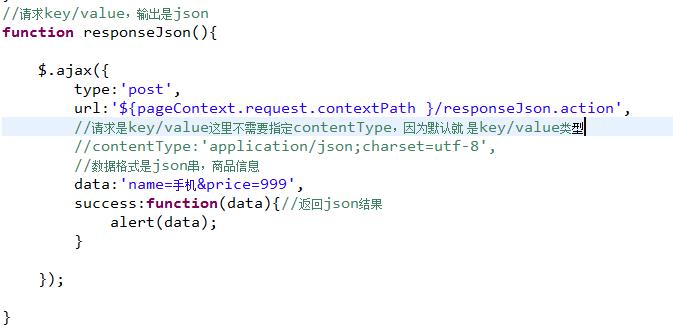 //请求key/value，输出是json
function responseJson(){
$.ajax({
type:'post',
url:'${pageContext.request.contextPath }/responseJson.action',
//请求是key/value这里不需要指定contentType，因为默认就 是key/value类型
//contentType:'application/json;charset=utf-8',
//数据格式是json串，商品信息
data:'name=手机&price=999',
success:function(data){//返回json结果
alert(data);
}
});
}